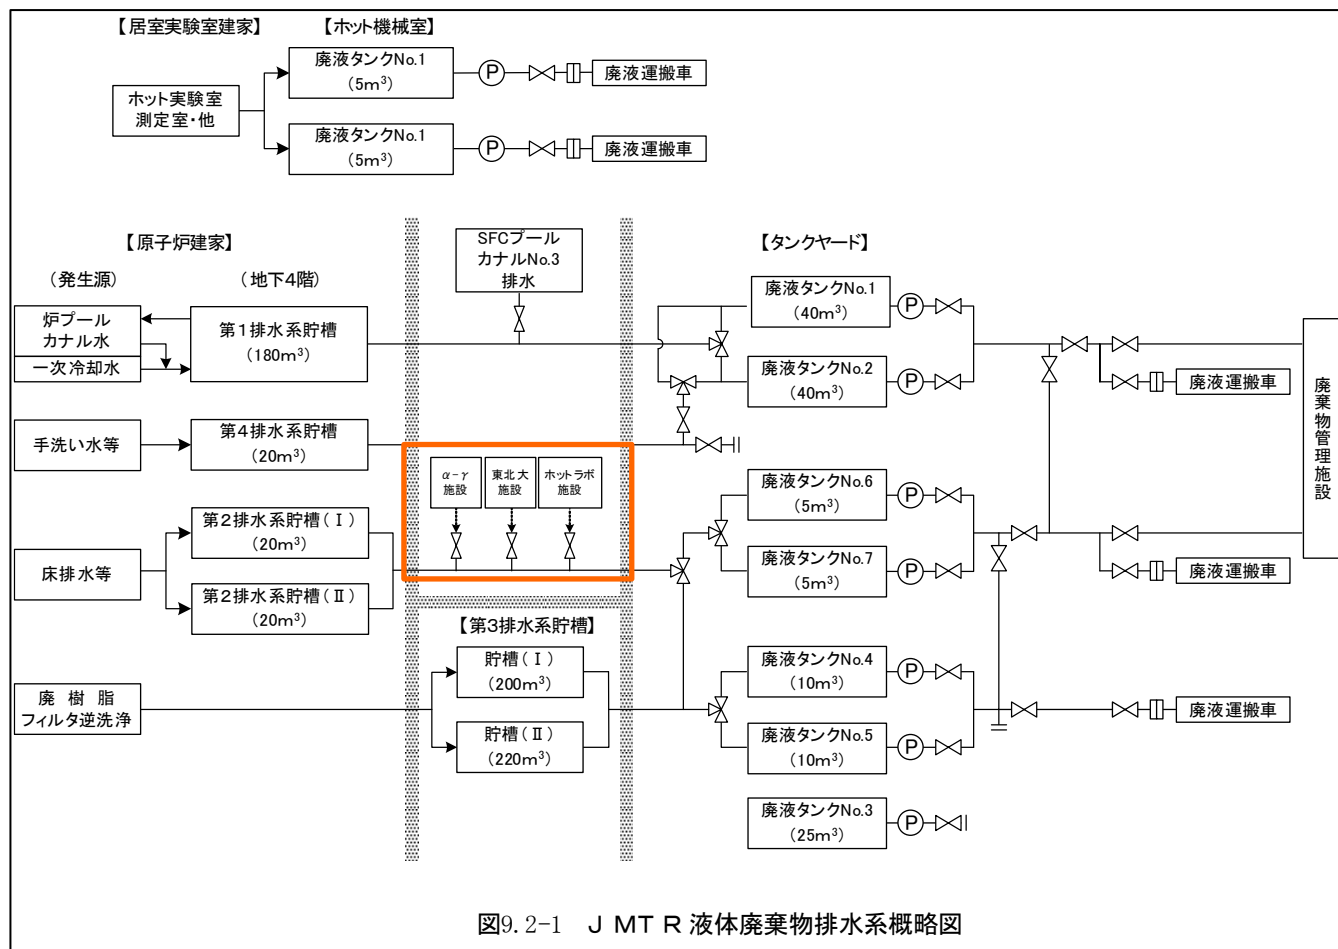 【居室実験室建家】
【ホット機械室】
ホット実験室
測定室・他
廃液タンクNo.1
（5m³）
P
廃液運搬車
廃液タンクNo.1
（5m³）
P
廃液運搬車
【原子炉建家】
（発生源）
（地下4階）
SFCプール
カナルNo.3
排水
【タンクヤード】
炉プール
カナル水
一次冷却水
第1排水系貯槽
（180m³）
廃液タンクNo.1
（40m³）
P
廃液タンクNo.2
（40m³）
P
廃液運搬車
廃棄物管理施設
手洗い水等
第4排水系貯槽
（20m³）
α-γ
施設
東北大
施設
ホットラボ
施設
床排水等
第2排水系貯槽（Ⅰ）
（20m³）
第2排水系貯槽（Ⅱ）
（20m³）
廃液タンクNo.6
（5m³）
P
廃液タンクNo.7
（5m³）
P
廃液運搬車
【第3排水系貯槽】
廃樹脂
フィルタ逆洗浄
貯槽（Ⅰ）
（200m³）
貯槽（Ⅱ）
（220m³）
廃液タンクNo.4
（10m³）
P
廃液タンクNo.5
（10m³）
P
廃液運搬車
廃液タンクNo.3
（25m³）
P
図9.2-1 ＪＭＴＲ液体廃棄物排水系概略図